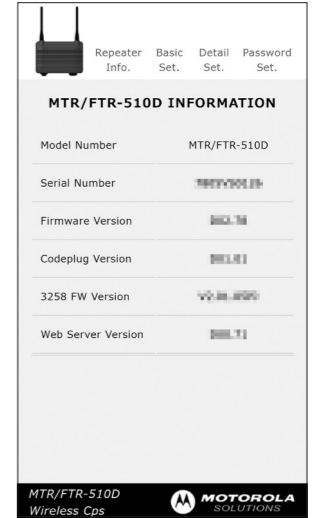 Repeater Info.
Basic Set.
Detail Set.
Password Set.
MTR/FTR-510D INFORMATION
Model Number MTR/FTR-510D
Serial Number
Firmware Version
Codeplug Version
3258 FW Version
Web Server Version
MTR/FTR-510D
Wireless Cps
MOTOROLA
SOLUTIONS